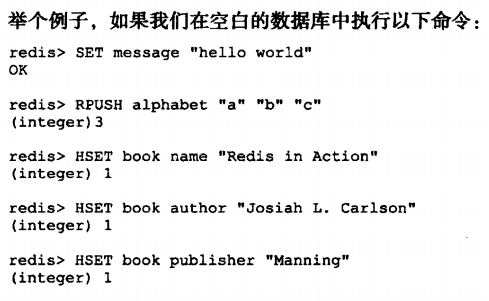 举个例子，如果我们在空白的数据库中执行以下命令：
redis> SET message "hello world"
OK
redis> RPUSH alphabet "a" "b" "c"
(integer)3
redis> HSET book name "Redis in Action"
(integer) 1
redis> HSET book author "Josiah L. Carlson"
(integer) 1
redis> HSET book publisher "Manning"
(integer) 1